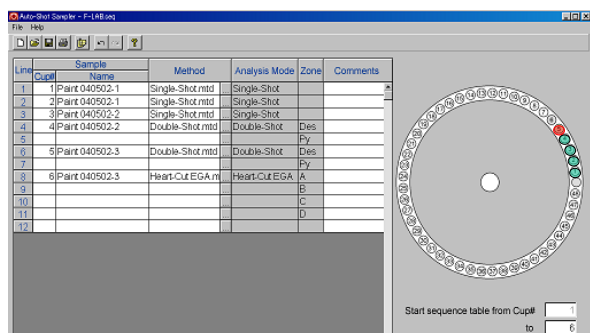 Auto-Shot Sampler - F-LAB.seq
File Help
Line Sample Method Analysis Mode Zone Comments
Cup# Name
1 1 Paint 040502-1 Single-Shot.mtd ... Single-Shot
2 2 Paint 040502-1 Single-Shot.mtd ... Single-Shot
3 3 Paint 040502-2 Single-Shot.mtd ... Single-Shot
4 4 Paint 040502-2 Double-Shot.mtd ... Double-Shot Des
5 ... Py
6 5 Paint 040502-3 Double-Shot.mtd ... Double-Shot Des
7 ... Py
8 6 Paint 040502-3 Heart-Cut EGA.m ... Heart-Cut EGA A
9 ... B
10 ... C
11 ... D
12 ...
Start sequence table from Cup# 1
to 6